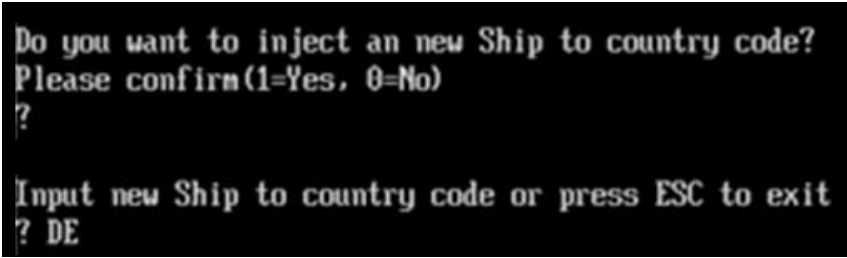 Do you want to inject an new Ship to country code?
Please confirm(1=Yes, 0=No)
?
Input new Ship to country code or press ESC to exit
? DE